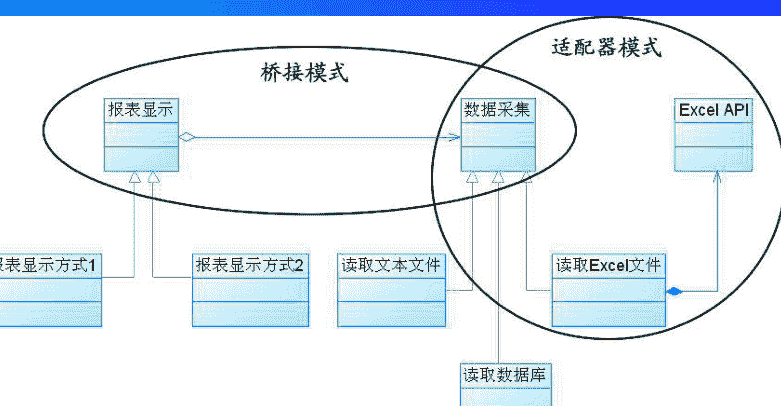 适配器模式
桥接模式
报表显示
数据采集
Excel API
报表显示方式1
报表显示方式2
读取文本文件
读取Excel文件
读取数据库